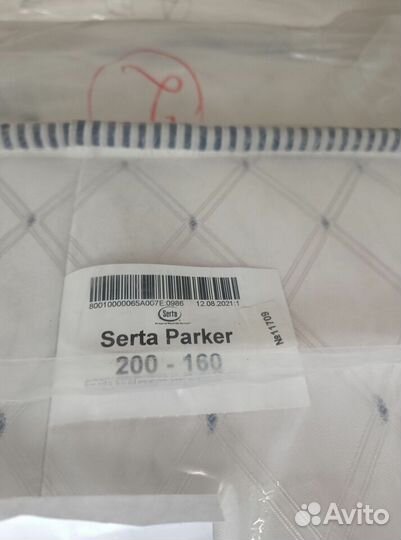 80010000065A007E:0986 12.08.2021:1
Serta
Serta Parker
200 - 160
№11709
Avito